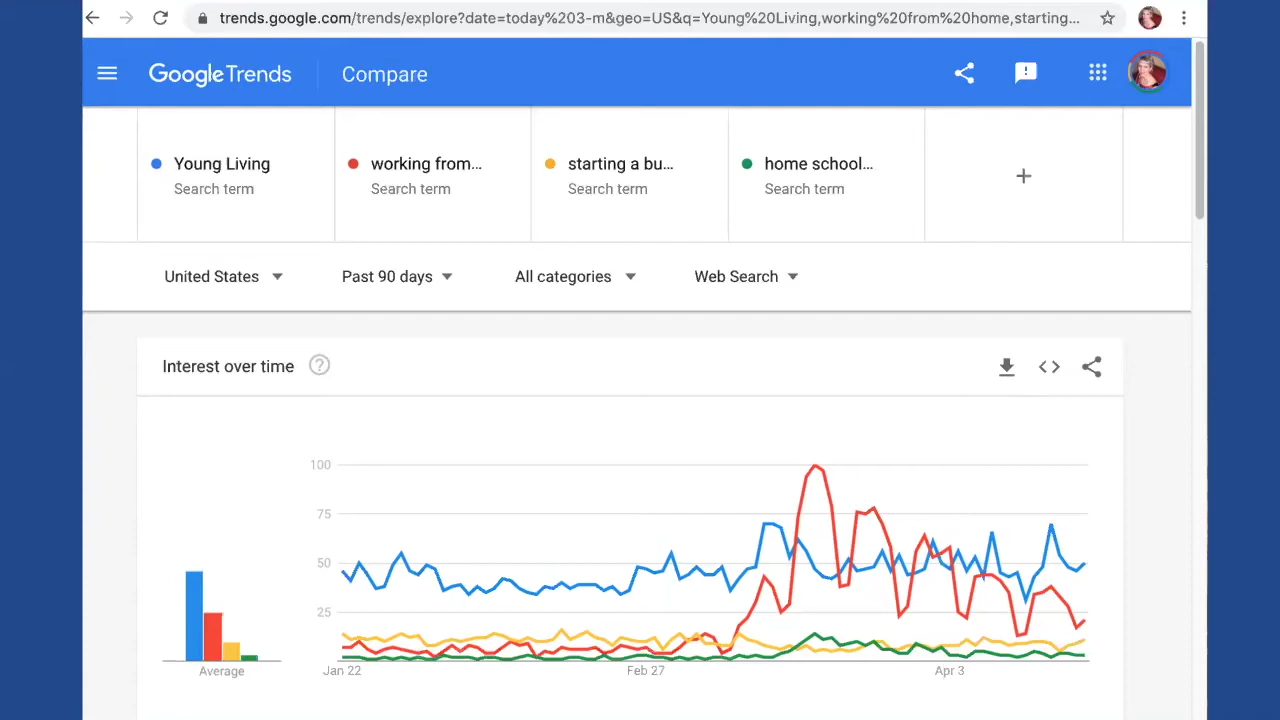 trends.google.com/trends/explore?date=today%203-m&geo=US&q=Young%20Living,working%20from%20home,starting...
Google Trends Compare
Young Living working from... starting a bu... home school...
Search term Search term Search term Search term
United States Past 90 days All categories Web Search
Interest over time
100
75
50
25
Average Jan 22 Feb 27 Apr 3